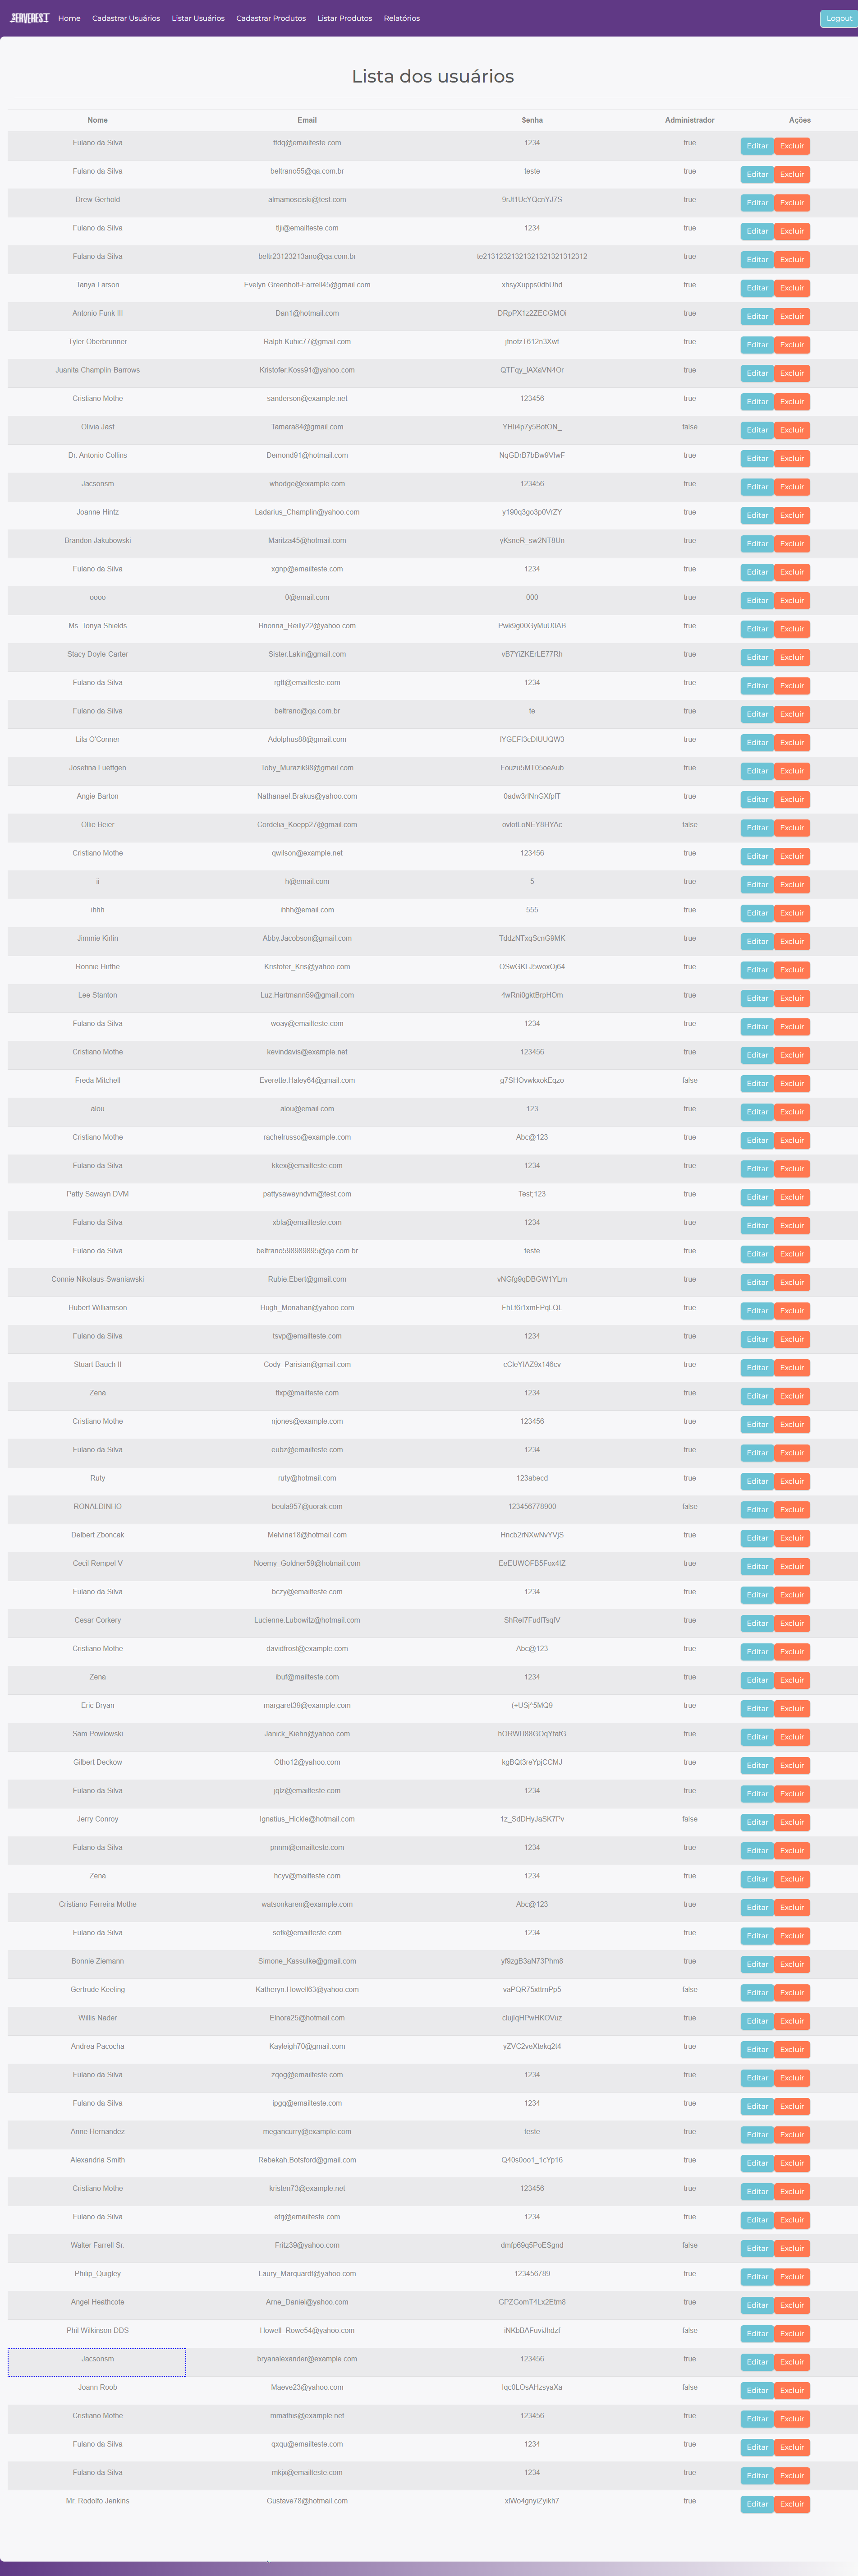 SERVEREST Home Cadastrar Usuários Listar Usuários Cadastrar Produtos Listar Produtos Relatórios Logout
Lista dos usuários
Nome Email Senha Administrador Ações
Fulano da Silva ttdq@emailteste.com 1234 true Editar Excluir
Fulano da Silva beltrano55@qa.com.br teste true Editar Excluir
Drew Gerhold almamosciski@test.com 9rJt1UcYQcnYJ7S true Editar Excluir
Fulano da Silva tlji@emailteste.com 1234 true Editar Excluir
Fulano da Silva beltr23123213ano@qa.com.br te21312321321321321321312312 true Editar Excluir
Tanya Larson Evelyn.Greenholt-Farrell45@gmail.com xhsyXupps0dhUhd true Editar Excluir
Antonio Funk III Dan1@hotmail.com DRpPX1z2ZECGMOi true Editar Excluir
Tyler Oberbrunner Ralph.Kuhic77@gmail.com jtnofzT612n3Xwf true Editar Excluir
Juanita Champlin-Barrows Kristofer.Koss91@yahoo.com QTFqy_lAXaVN4Or true Editar Excluir
Cristiano Mothe sanderson@example.net 123456 true Editar Excluir
Olivia Jast Tamara84@gmail.com YHli4p7y5BotON_ false Editar Excluir
Dr. Antonio Collins Demond91@hotmail.com NqGDrB7bBw9VlwF true Editar Excluir
Jacsonsm whodge@example.com 123456 true Editar Excluir
Joanne Hintz Ladarius_Champlin@yahoo.com y190q3go3p0VrZY true Editar Excluir
Brandon Jakubowski Maritza45@hotmail.com yKsneR_sw2NT8Un true Editar Excluir
Fulano da Silva xgnp@emailteste.com 1234 true Editar Excluir
oooo 0@email.com 000 true Editar Excluir
Ms. Tonya Shields Brionna_Reilly22@yahoo.com Pwk9g00GyMuU0AB true Editar Excluir
Stacy Doyle-Carter Sister.Lakin@gmail.com vB7YiZKErLE77Rh true Editar Excluir
Fulano da Silva rgtt@emailteste.com 1234 true Editar Excluir
Fulano da Silva beltrano@qa.com.br te true Editar Excluir
Lila O'Conner Adolphus88@gmail.com IYGEFI3cDIUUQW3 true Editar Excluir
Josefina Luettgen Toby_Murazik98@gmail.com Fouzu5MT05oeAub true Editar Excluir
Angie Barton Nathanael.Brakus@yahoo.com 0adw3rINnGXfplT true Editar Excluir
Ollie Beier Cordelia_Koepp27@gmail.com ovlotLoNEY8HYAc false Editar Excluir
Cristiano Mothe qwilson@example.net 123456 true Editar Excluir
ii h@email.com 5 true Editar Excluir
ihhh ihhh@email.com 555 true Editar Excluir
Jimmie Kirlin Abby.Jacobson@gmail.com TddzNTxqScnG9MK true Editar Excluir
Ronnie Hirthe Kristofer_Kris@yahoo.com OSwGKLJ5woxOj64 true Editar Excluir
Lee Stanton Luz.Hartmann59@gmail.com 4wRni0gktBrpHOm true Editar Excluir
Fulano da Silva woay@emailteste.com 1234 true Editar Excluir
Cristiano Mothe kevindavis@example.net 123456 true Editar Excluir
Freda Mitchell Everette.Haley64@gmail.com g7SHOvwkxokEqzo false Editar Excluir
alou alou@email.com 123 true Editar Excluir
Cristiano Mothe rachelrusso@example.com Abc@123 true Editar Excluir
Fulano da Silva kkex@emailteste.com 1234 true Editar Excluir
Patty Sawayn DVM pattysawayndvm@test.com Test;123 true Editar Excluir
Fulano da Silva xbla@emailteste.com 1234 true Editar Excluir
Fulano da Silva beltrano598989895@qa.com.br teste true Editar Excluir
Connie Nikolaus-Swaniawski Rubie.Ebert@gmail.com vNGfg9qDBGW1YLm true Editar Excluir
Hubert Williamson Hugh_Monahan@yahoo.com FhLt6i1xmFPqLQL true Editar Excluir
Fulano da Silva tsvp@emailteste.com 1234 true Editar Excluir
Stuart Bauch II Cody_Parisian@gmail.com cCIeYIAZ9x146cv true Editar Excluir
Zena ttxp@mailteste.com 1234 true Editar Excluir
Cristiano Mothe njones@example.com 123456 true Editar Excluir
Fulano da Silva eubz@emailteste.com 1234 true Editar Excluir
Ruty ruty@hotmail.com 123abecd true Editar Excluir
RONALDINHO beula957@uorak.com 123456778900 false Editar Excluir
Delbert Zboncak Melvina18@hotmail.com Hncb2rNXwNvYVjS true Editar Excluir
Cecil Rempel V Noemy_Goldner59@hotmail.com EeEUWOFB5Fox4IZ true Editar Excluir
Fulano da Silva bczy@emailteste.com 1234 true Editar Excluir
Cesar Corkery Lucienne.Lubowitz@hotmail.com ShRel7FudITsqIV true Editar Excluir
Cristiano Mothe davidfrost@example.com Abc@123 true Editar Excluir
Zena ibuf@mailteste.com 1234 true Editar Excluir
Eric Bryan margaret39@example.com (+USj^5MQ9 true Editar Excluir
Sam Powlowski Janick_Kiehn@yahoo.com hORWU88GOqYfatG true Editar Excluir
Gilbert Deckow Otho12@yahoo.com kgBQt3reYpjCCMJ true Editar Excluir
Fulano da Silva jqlz@emailteste.com 1234 true Editar Excluir
Jerry Conroy Ignatius_Hickle@hotmail.com 1z_SdDHyJaSK7Pv false Editar Excluir
Fulano da Silva pnnm@emailteste.com 1234 true Editar Excluir
Zena hcyv@mailteste.com 1234 true Editar Excluir
Cristiano Ferreira Mothe watsonkaren@example.com Abc@123 true Editar Excluir
Fulano da Silva sofk@emailteste.com 1234 true Editar Excluir
Bonnie Ziemann Simone_Kassulke@gmail.com yf9zgB3aN73Phm8 true Editar Excluir
Gertrude Keeling Katheryn.Howell63@yahoo.com vaPQR75xttrnPp5 false Editar Excluir
Willis Nader Elnora25@hotmail.com clujIqHPwHKOVuz true Editar Excluir
Andrea Pacocha Kayleigh70@gmail.com yZVC2veXtekq2t4 true Editar Excluir
Fulano da Silva zqog@emailteste.com 1234 true Editar Excluir
Fulano da Silva ipgq@emailteste.com 1234 true Editar Excluir
Anne Hernandez megancurry@example.com teste true Editar Excluir
Alexandria Smith Rebekah.Botsford@gmail.com Q40s0oo1_1cYp16 true Editar Excluir
Cristiano Mothe kristen73@example.net 123456 true Editar Excluir
Fulano da Silva etrj@emailteste.com 1234 true Editar Excluir
Walter Farrell Sr. Fritz39@yahoo.com dmfp69q5PoESgnd false Editar Excluir
Philip_Quigley Laury_Marquardt@yahoo.com 123456789 true Editar Excluir
Angel Heathcote Arne_Daniel@yahoo.com GPZGomT4Lx2Etm8 true Editar Excluir
Phil Wilkinson DDS Howell_Rowe54@yahoo.com iNKbBAFuviJhdzf false Editar Excluir
Jacsonsm bryanalexander@example.com 123456 true Editar Excluir
Joann Roob Maeve23@yahoo.com Iqc0LOsAHzsyaXa false Editar Excluir
Cristiano Mothe mmathis@example.net 123456 true Editar Excluir
Fulano da Silva qxqu@emailteste.com 1234 true Editar Excluir
Fulano da Silva mkjx@emailteste.com 1234 true Editar Excluir
Mr. Rodolfo Jenkins Gustave78@hotmail.com xIWo4gnyiZyikh7 true Editar Excluir